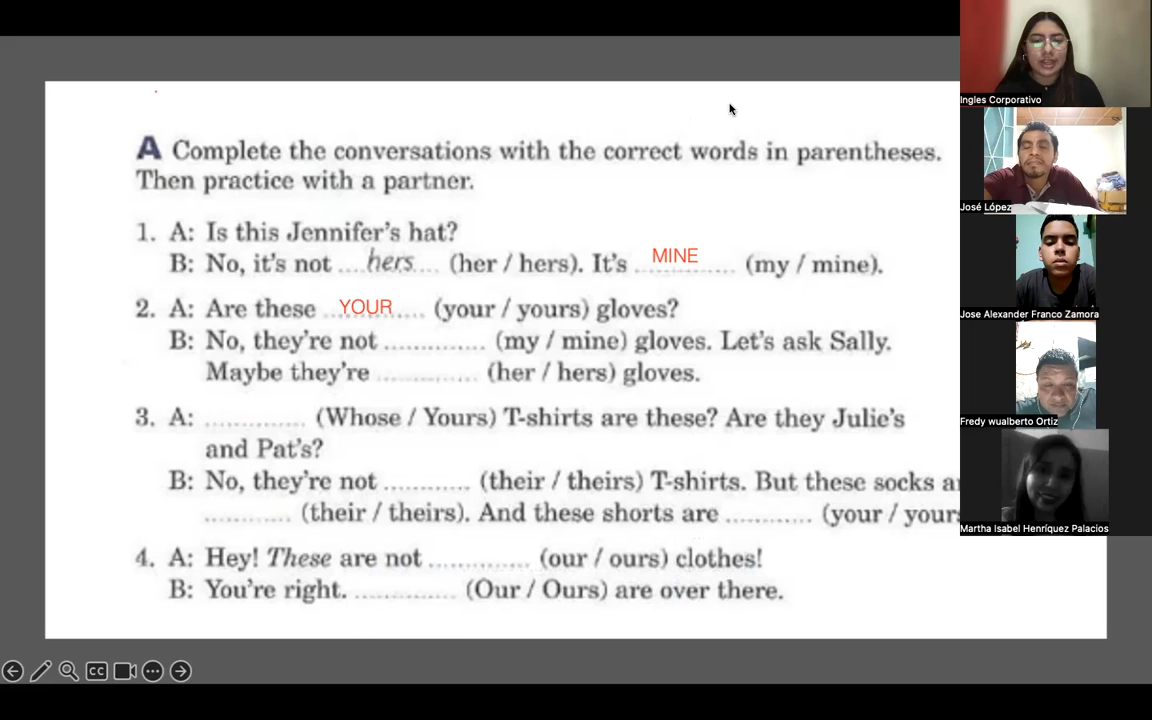 A Complete the conversations with the correct words in parentheses.
Then practice with a partner.
1. A: Is this Jennifer's hat?
B: No, it's not ....hers.... (her / hers). It's MINE (my / mine).
2. A: Are these YOUR (your / yours) gloves?
B: No, they're not .............. (my / mine) gloves. Let's ask Sally.
Maybe they're .............. (her / hers) gloves.
3. A: .............. (Whose / Yours) T-shirts are these? Are they Julie's
and Pat's?
B: No, they're not ............ (their / theirs) T-shirts. But these socks
............ (their / theirs). And these shorts are ............ (your /
4. A: Hey! These are not .............. (our / ours) clothes!
B: You're right. .............. (Our / Ours) are over there.
Ingles Corporativo
José López
Jose Alexander Franco Zamora
Fredy wualberto Ortiz
Martha Isabel Henríquez Palacios
CC